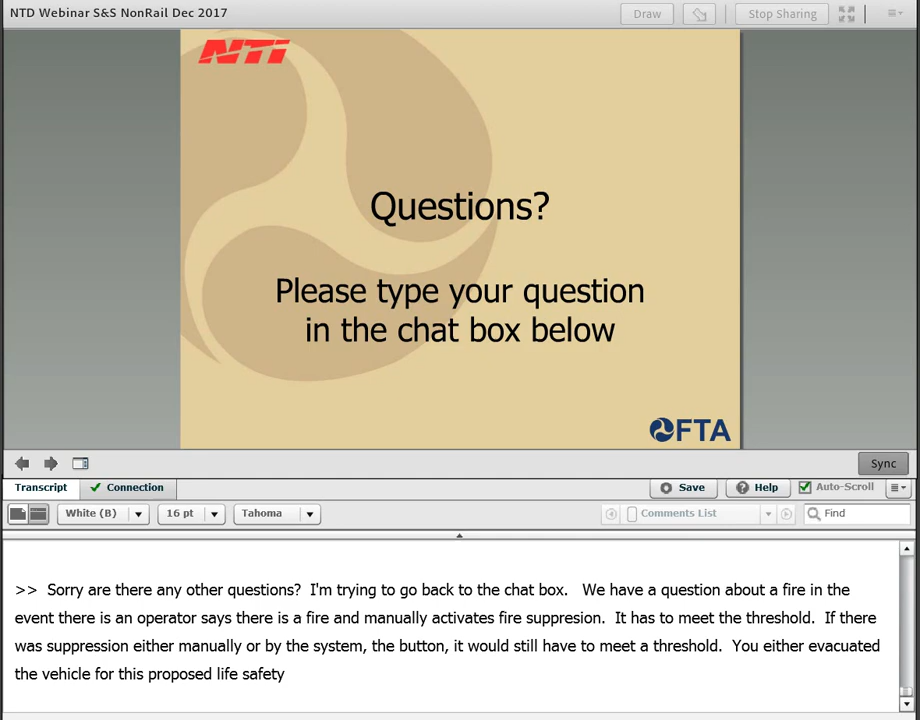 NTD Webinar S&S NonRail Dec 2017
Draw
Stop Sharing
NTI
Questions?
Please type your question
in the chat box below
FTA
Sync
Transcript
Connection
Save
Help
Auto-Scroll
White (B)
16 pt
Tahoma
Comments List
Find
>> Sorry are there any other questions? I'm trying to go back to the chat box. We have a question about a fire in the
event there is an operator says there is a fire and manually activates fire suppresion. It has to meet the threshold. If there
was suppression either manually or by the system, the button, it would still have to meet a threshold. You either evacuated
the vehicle for this proposed life safety